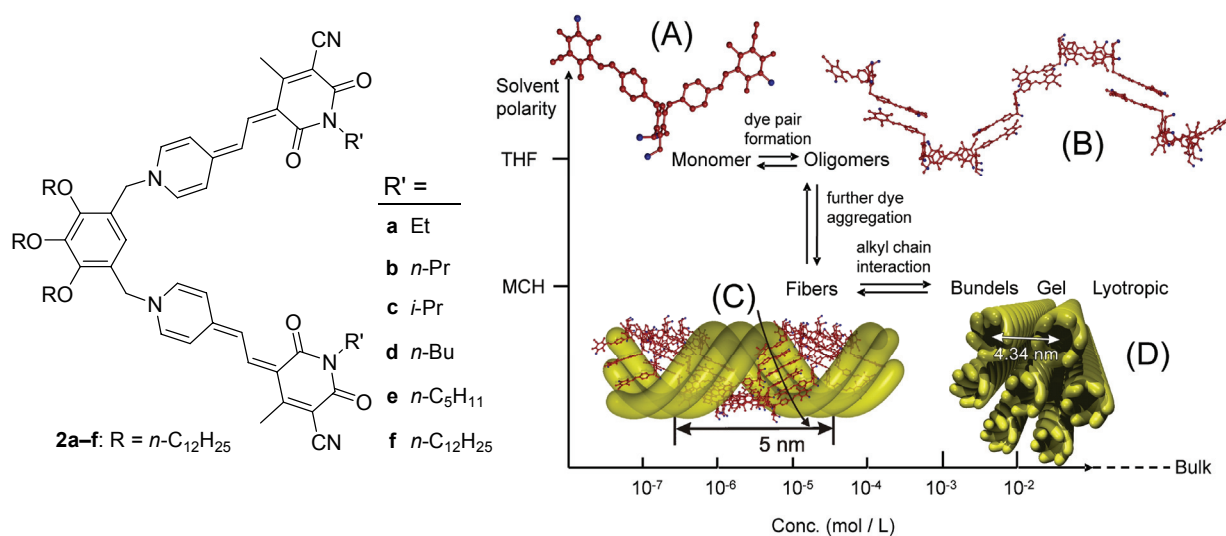 CN
O
N
R'
O
N
R' =
RO
a Et
RO
b n-Pr
RO
c i-Pr
N
O
R'
d n-Bu
N
O
e n-C5H11
CN
2a–f: R = n-C12H25
f n-C12H25
(A)
(B)
Solvent
polarity
dye pair
formation
THF
Monomer
Oligomers
further dye
aggregation
alkyl chain
interaction
MCH
Fibers
Bundels Gel Lyotropic
(C)
4.34 nm
(D)
5 nm
Bulk
10-7 10-6 10-5 10-4 10-3 10-2
Conc. (mol / L)